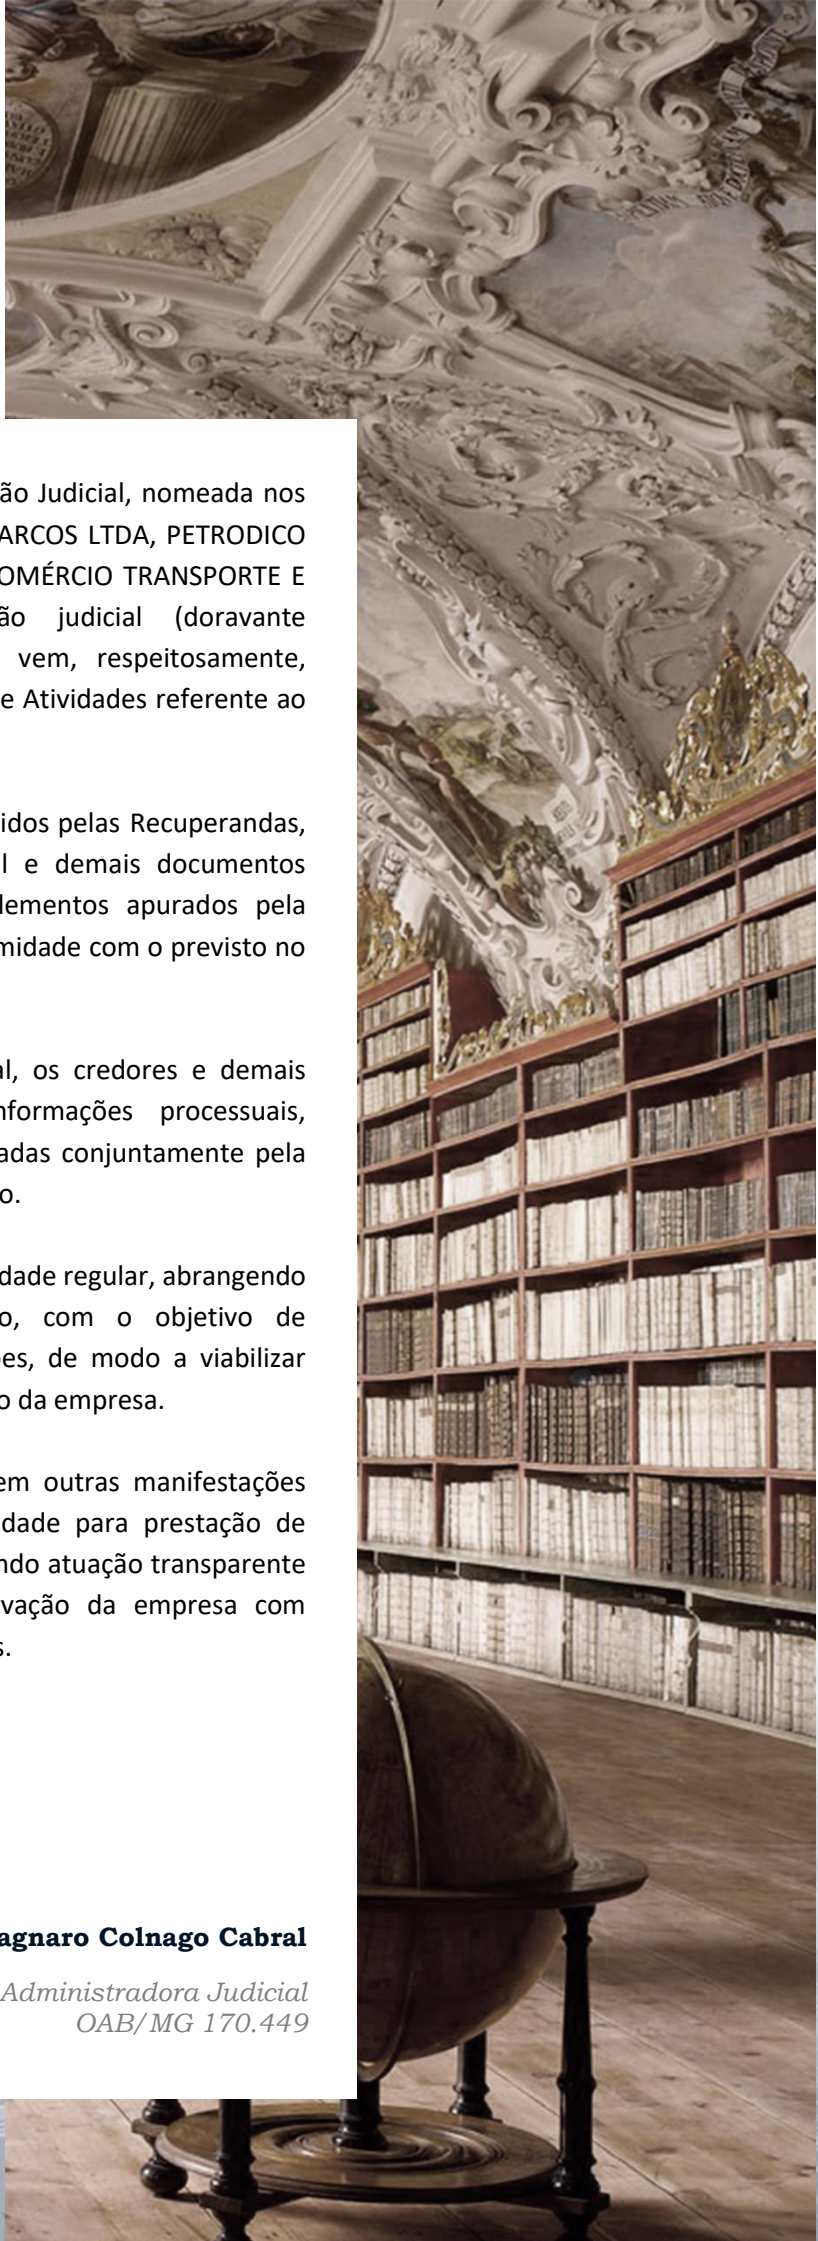 ão Judicial, nomeada nos
ARCOS LTDA, PETRODICO
OMÉRCIO TRANSPORTE E
ão judicial (doravante
vem, respeitosamente,
e Atividades referente ao
idos pelas Recuperandas,
l e demais documentos
lementos apurados pela
midade com o previsto no
al, os credores e demais
nformações processuais,
adas conjuntamente pela
o.
dade regular, abrangendo
o, com o objetivo de
ões, de modo a viabilizar
o da empresa.
em outras manifestações
dade para prestação de
ndo atuação transparente
vação da empresa com
s.
agnaro Colnago Cabral
Administradora Judicial
OAB/MG 170.449